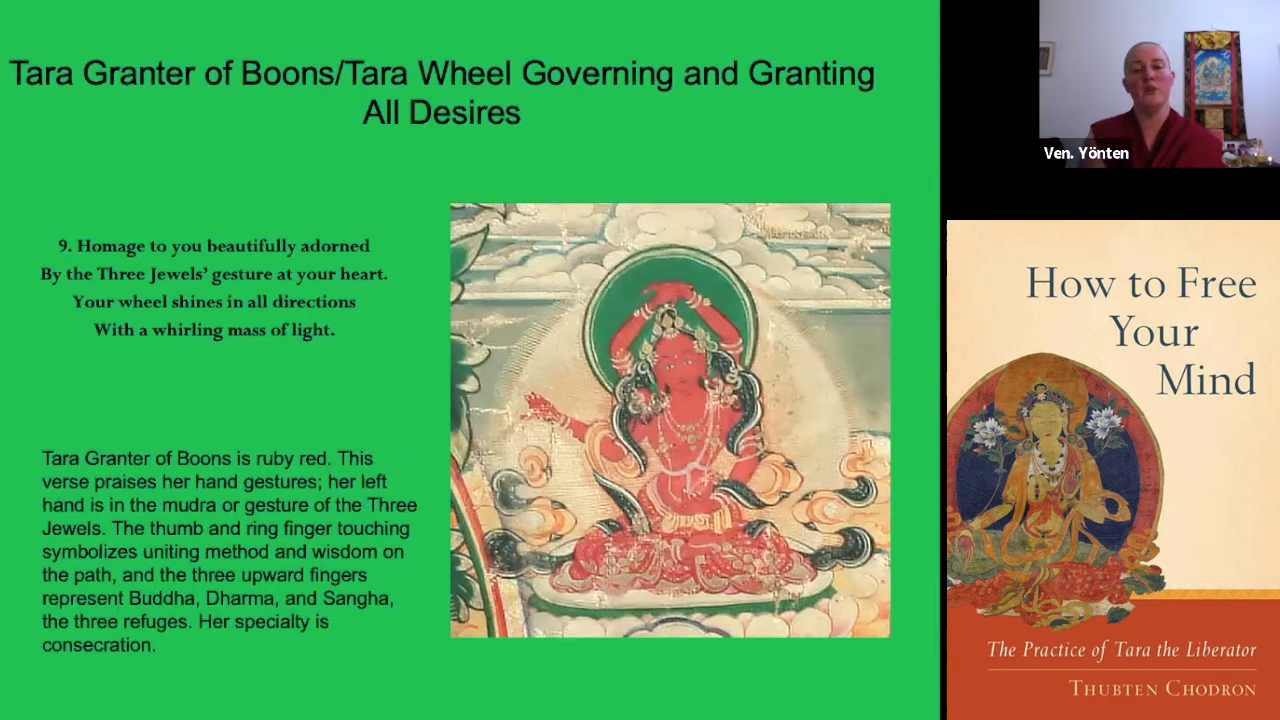 Tara Granter of Boons/Tara Wheel Governing and Granting
All Desires
9. Homage to you beautifully adorned
By the Three Jewels’ gesture at your heart.
Your wheel shines in all directions
With a whirling mass of light.
Tara Granter of Boons is ruby red. This
verse praises her hand gestures; her left
hand is in the mudra or gesture of the Three
Jewels. The thumb and ring finger touching
symbolizes uniting method and wisdom on
the path, and the three upward fingers
represent Buddha, Dharma, and Sangha,
the three refuges. Her specialty is
consecration.
Ven. Yönten
How to Free
Your
Mind
The Practice of Tara the Liberator
THUBTEN CHODRON